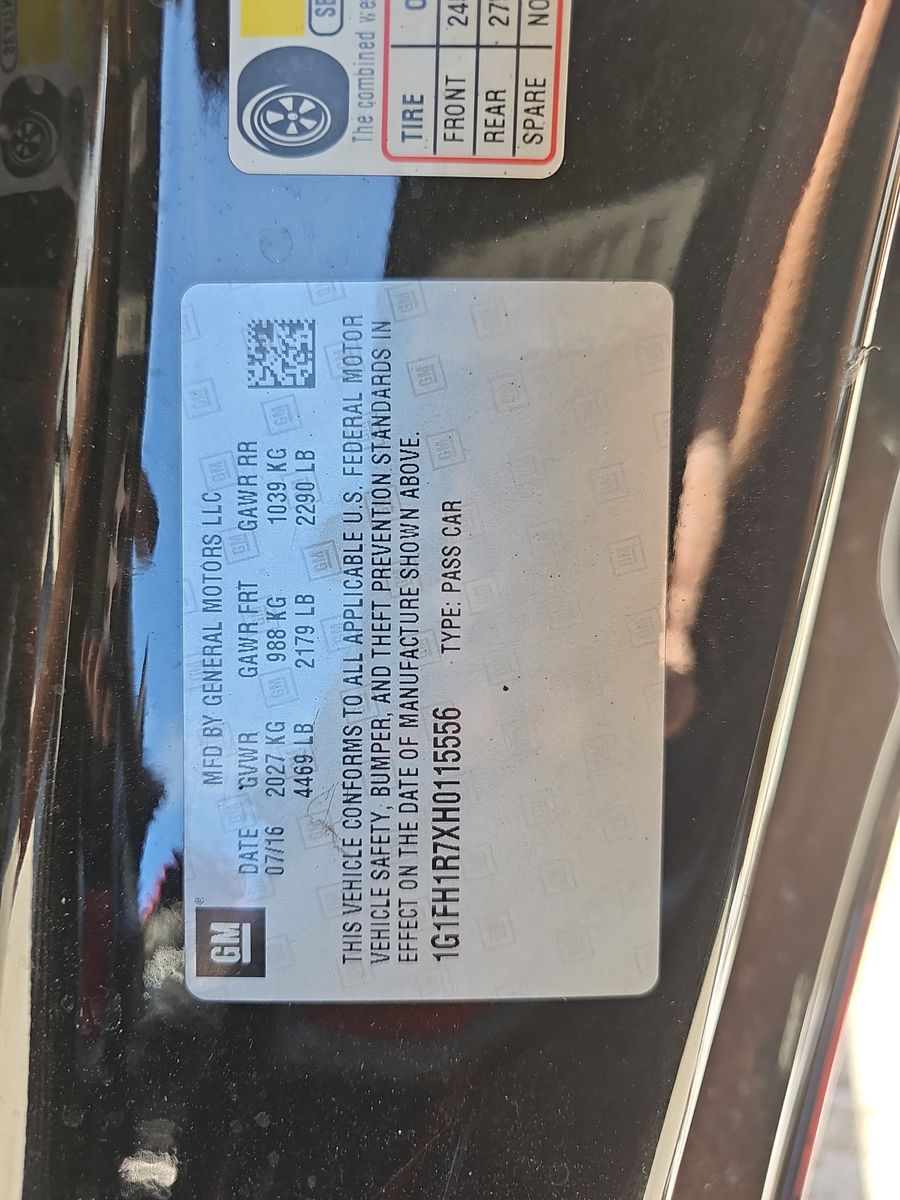 GM
MFD BY GENERAL MOTORS LLC
DATE GVWR GAWR FRT GAWR RR
07/16 2027 KG 988 KG 1039 KG
4469 LB 2179 LB 2290 LB
THIS VEHICLE CONFORMS TO ALL APPLICABLE U.S. FEDERAL MOTOR
VEHICLE SAFETY, BUMPER, AND THEFT PREVENTION STANDARDS IN
EFFECT ON THE DATE OF MANUFACTURE SHOWN ABOVE.
1G1FH1R7XH0115556 TYPE: PASS CAR
The combined
TIRE
FRONT
REAR
SPARE